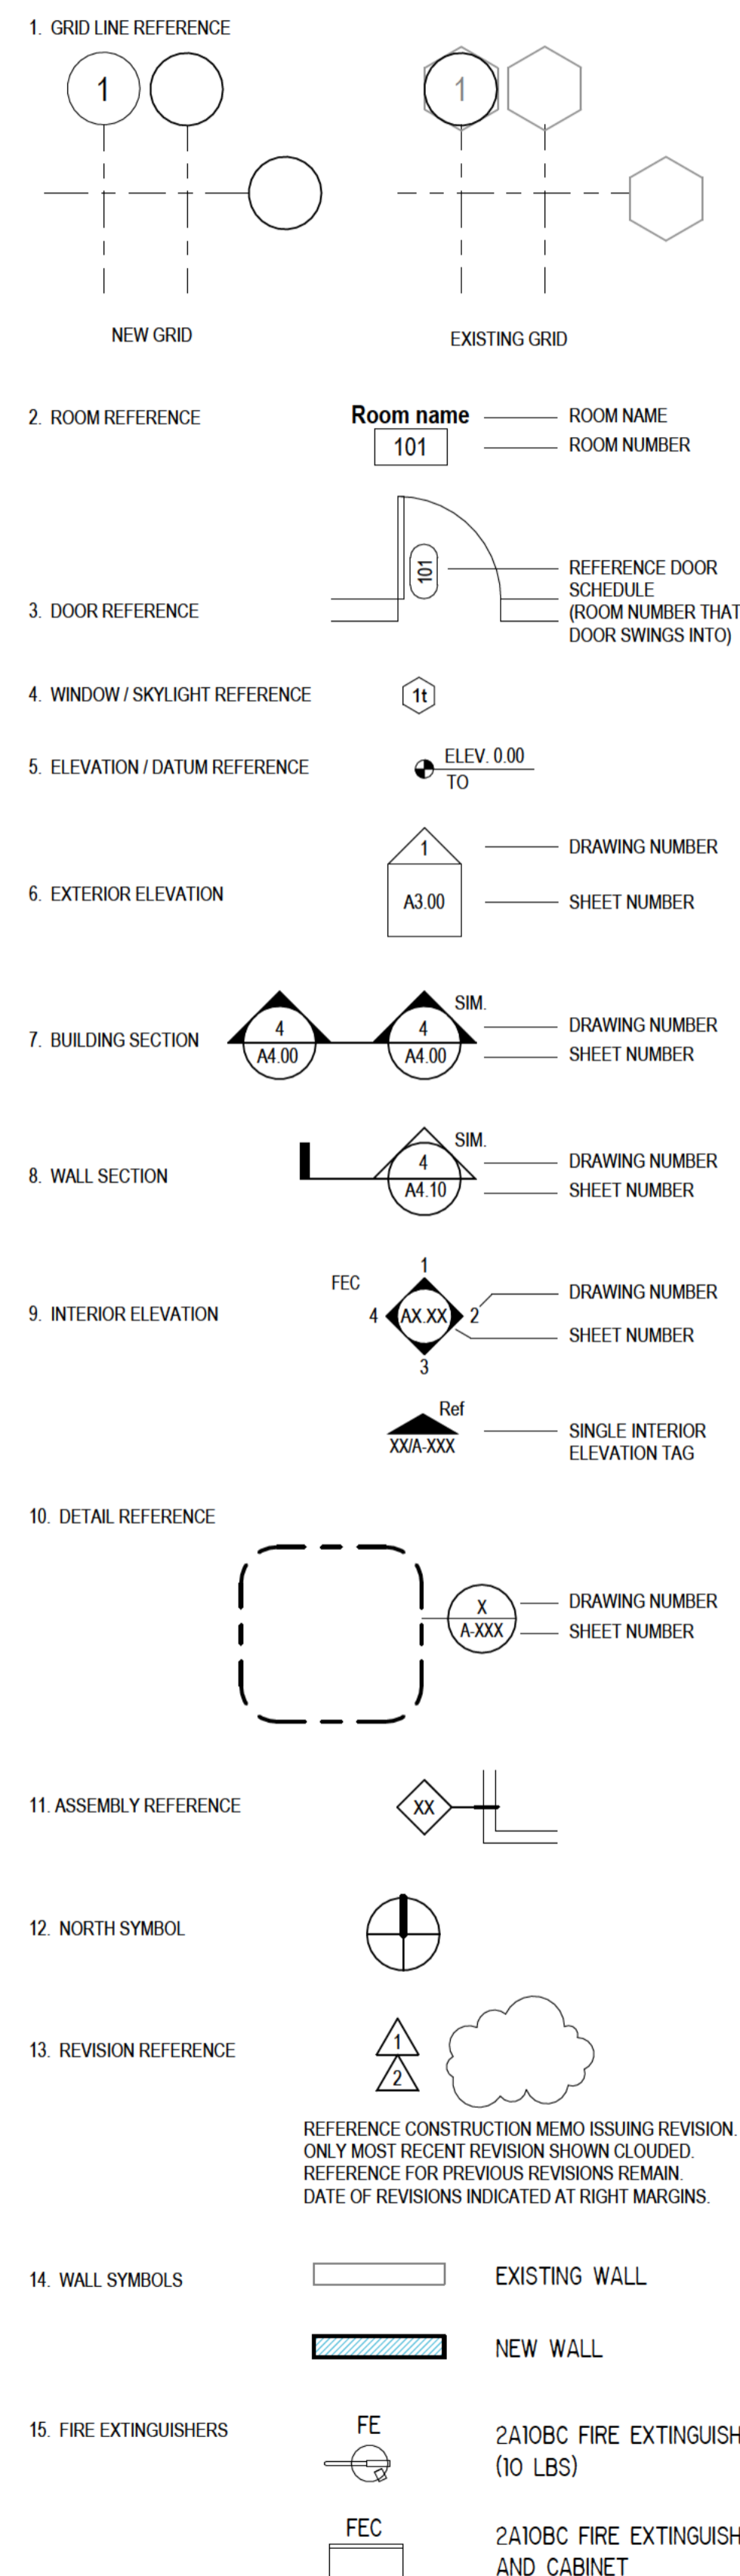 1. GRID LINE REFERENCE
1
1
NEW GRID
EXISTING GRID
2. ROOM REFERENCE
Room name
ROOM NAME
101
ROOM NUMBER
101
REFERENCE DOOR
SCHEDULE
(ROOM NUMBER THAT
DOOR SWINGS INTO)
3. DOOR REFERENCE
4. WINDOW / SKYLIGHT REFERENCE
1t
5. ELEVATION / DATUM REFERENCE
ELEV. 0.00
TO
6. EXTERIOR ELEVATION
1
DRAWING NUMBER
A3.00
SHEET NUMBER
7. BUILDING SECTION
SIM.
4
4
DRAWING NUMBER
A4.00
A4.00
SHEET NUMBER
8. WALL SECTION
SIM.
4
DRAWING NUMBER
A4.10
SHEET NUMBER
9. INTERIOR ELEVATION
FEC
1
DRAWING NUMBER
4
AX.XX
2
SHEET NUMBER
3
Ref
XX/A-XXX
SINGLE INTERIOR
ELEVATION TAG
10. DETAIL REFERENCE
X
DRAWING NUMBER
A-XXX
SHEET NUMBER
11. ASSEMBLY REFERENCE
XX
12. NORTH SYMBOL
13. REVISION REFERENCE
1
2
REFERENCE CONSTRUCTION MEMO ISSUING REVISION.
ONLY MOST RECENT REVISION SHOWN CLOUDED.
REFERENCE FOR PREVIOUS REVISIONS REMAIN.
DATE OF REVISIONS INDICATED AT RIGHT MARGINS.
14. WALL SYMBOLS
EXISTING WALL
NEW WALL
15. FIRE EXTINGUISHERS
FE
2A10BC FIRE EXTINGUISH
(10 LBS)
FEC
2A10BC FIRE EXTINGUISH
AND CABINET